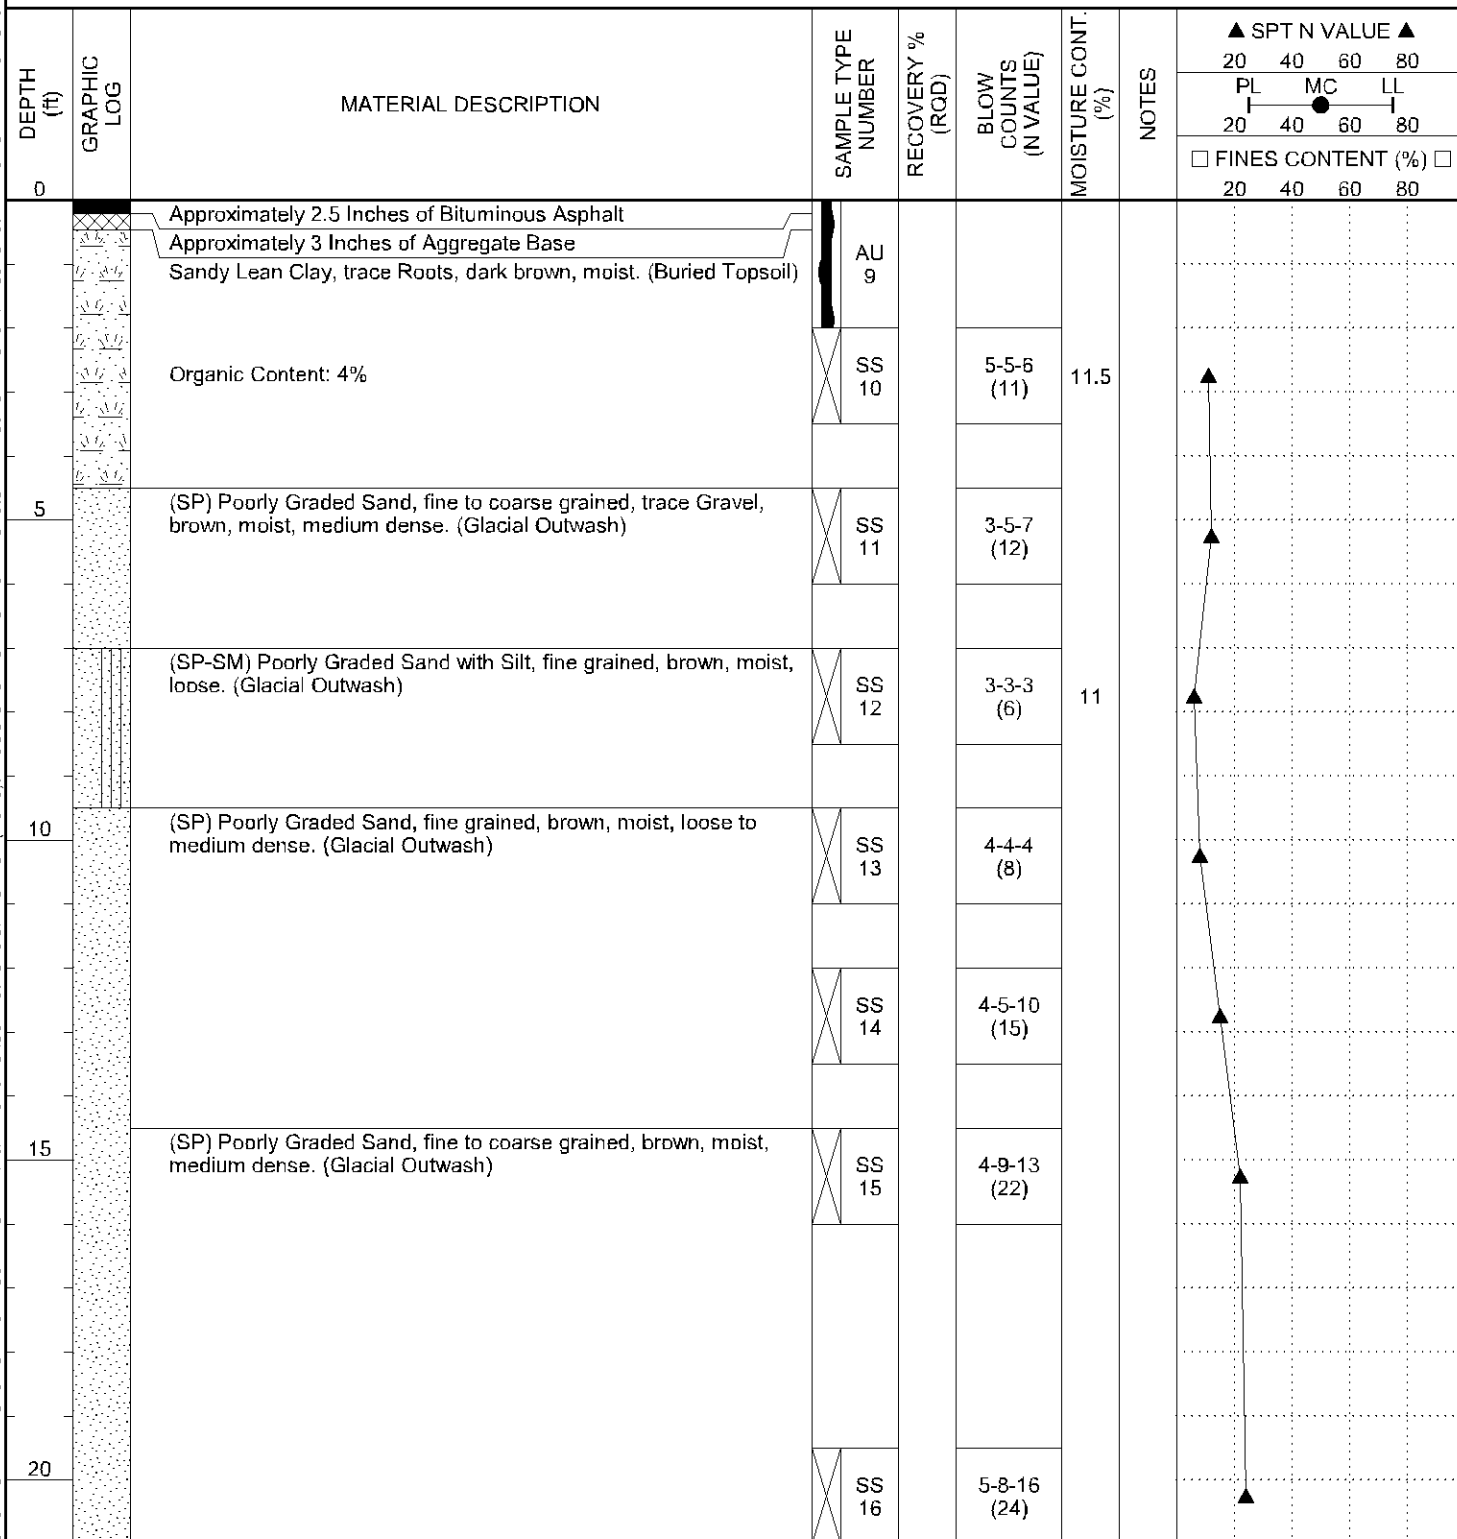 DEPTH
(ft)
GRAPHIC
LOG
MATERIAL DESCRIPTION
SAMPLE TYPE
NUMBER
RECOVERY %
(RQD)
BLOW
COUNTS
(N VALUE)
MOISTURE CONT.
(%)
NOTES
▲ SPT N VALUE ▲
20 40 60 80
PL MC LL
20 40 60 80
□ FINES CONTENT (%) □
20 40 60 80
0
Approximately 2.5 Inches of Bituminous Asphalt
Approximately 3 Inches of Aggregate Base
Sandy Lean Clay, trace Roots, dark brown, moist. (Buried Topsoil)
AU
9
Organic Content: 4%
SS
10
5-5-6
(11)
11.5
5
(SP) Poorly Graded Sand, fine to coarse grained, trace Gravel,
brown, moist, medium dense. (Glacial Outwash)
SS
11
3-5-7
(12)
(SP-SM) Poorly Graded Sand with Silt, fine grained, brown, moist,
loose. (Glacial Outwash)
SS
12
3-3-3
(6)
11
10
(SP) Poorly Graded Sand, fine grained, brown, moist, loose to
medium dense. (Glacial Outwash)
SS
13
4-4-4
(8)
SS
14
4-5-10
(15)
15
(SP) Poorly Graded Sand, fine to coarse grained, brown, moist,
medium dense. (Glacial Outwash)
SS
15
4-9-13
(22)
20
SS
16
5-8-16
(24)